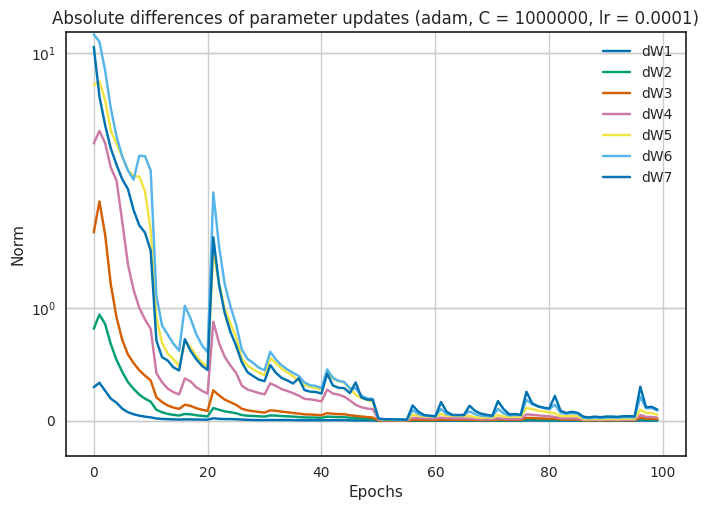 Absolute differences of parameter updates (adam, C = 1000000, lr = 0.0001)
10¹
10⁰
0
Norm
0
20
40
60
80
100
Epochs
dW1
dW2
dW3
dW4
dW5
dW6
dW7